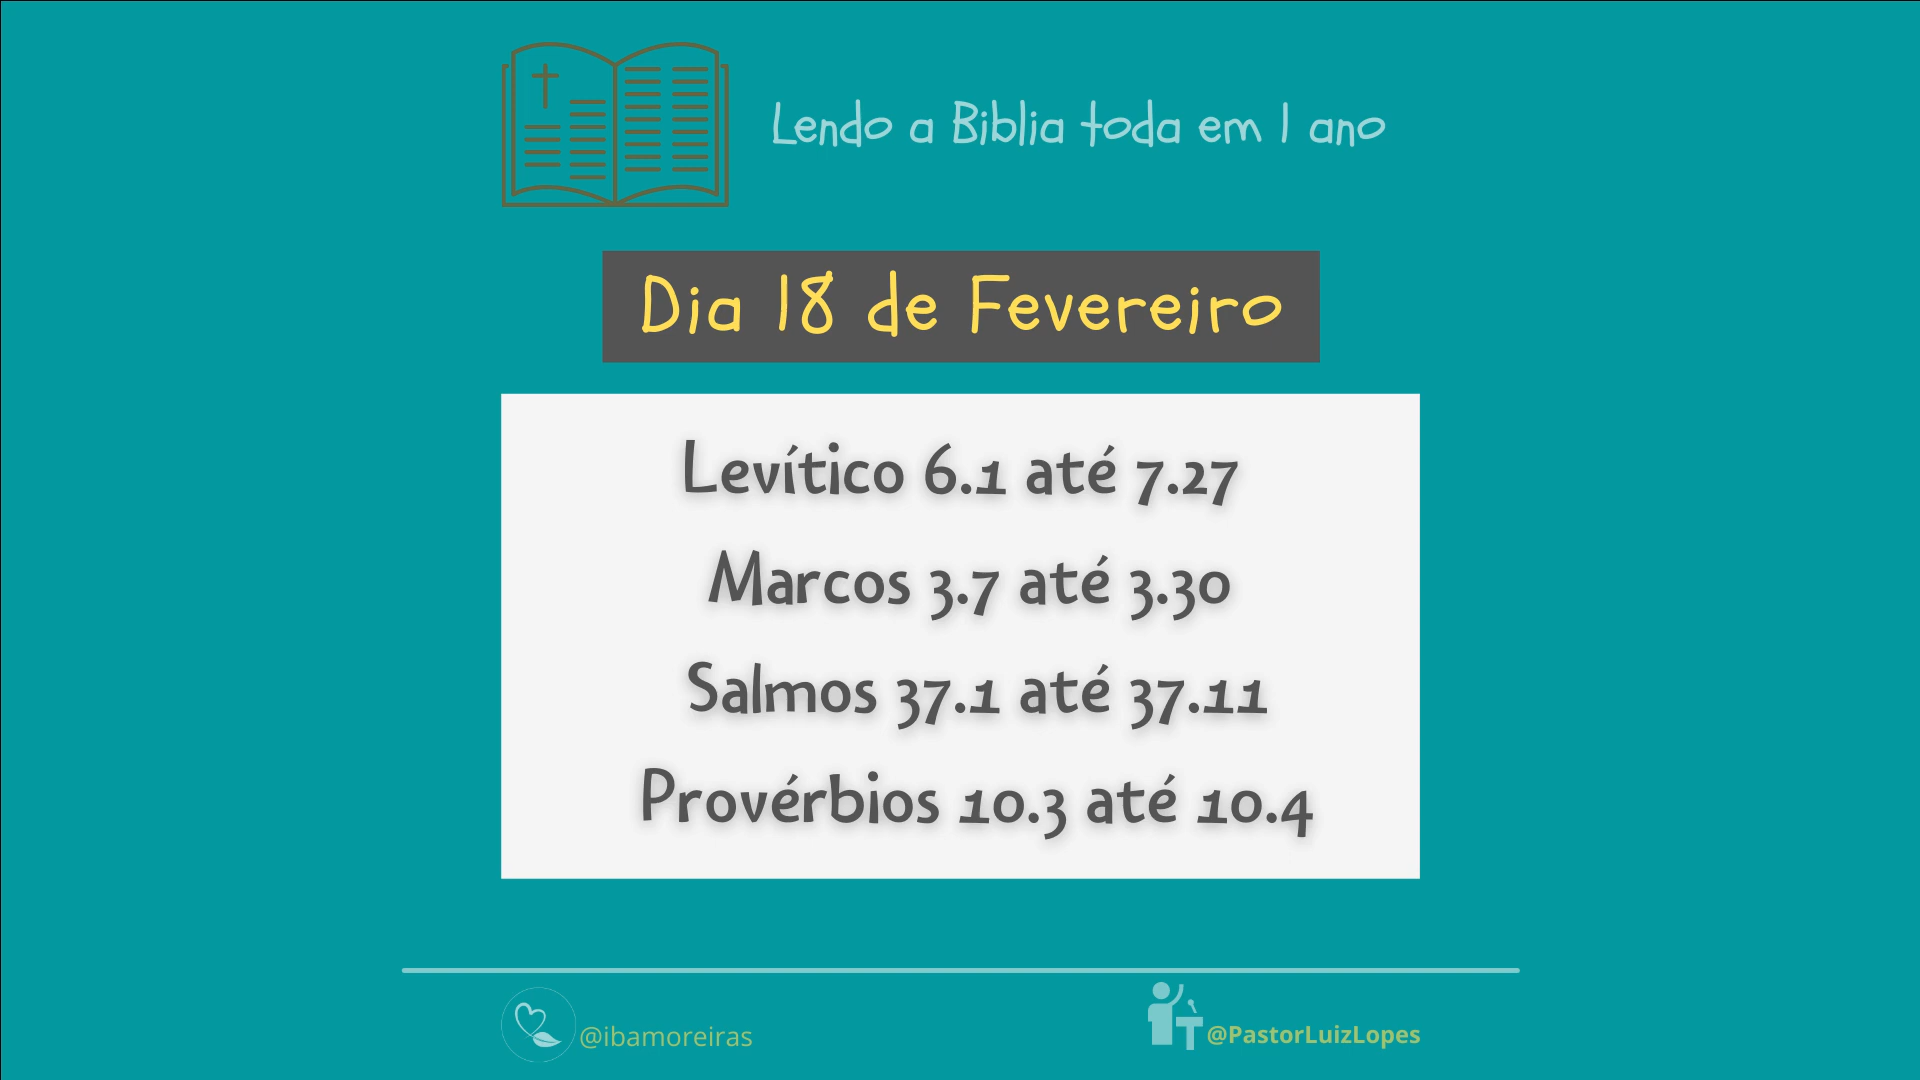 Lendo a Biblia toda em 1 ano
Dia 18 de Fevereiro
Levítico 6.1 até 7.27
Marcos 3.7 até 3.30
Salmos 37.1 até 37.11
Provérbios 10.3 até 10.4
@ibamoreiras
@PastorLuizLopes